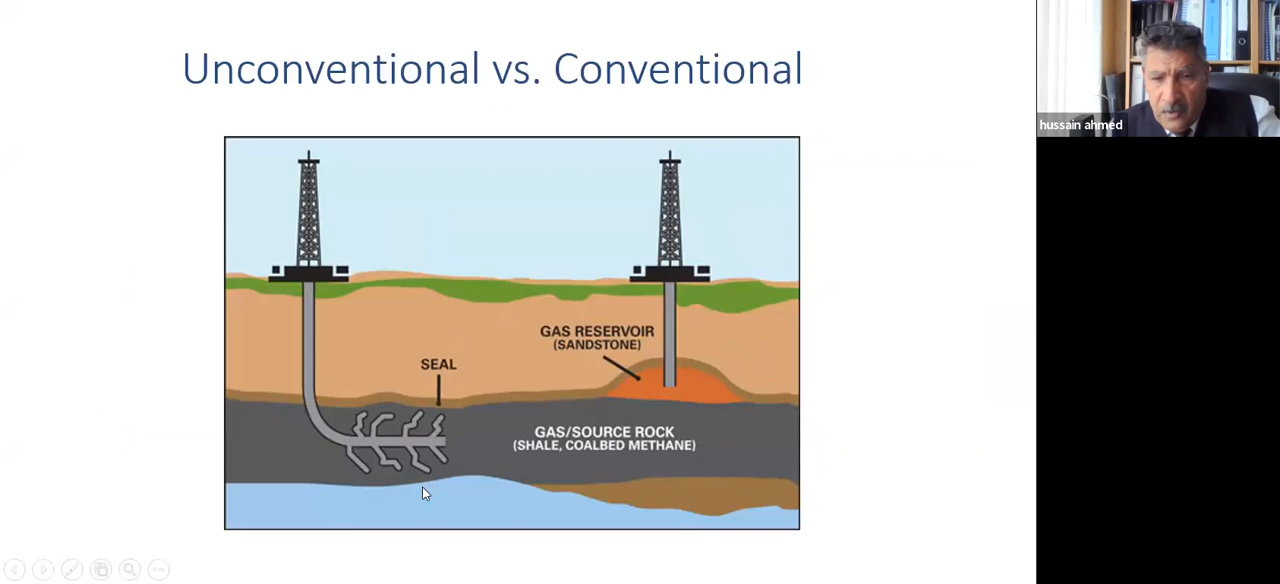 Unconventional vs. Conventional
hussain ahmed
GAS RESERVOIR
(SANDSTONE)
SEAL
GAS/SOURCE ROCK
(SHALE, COALBED METHANE)